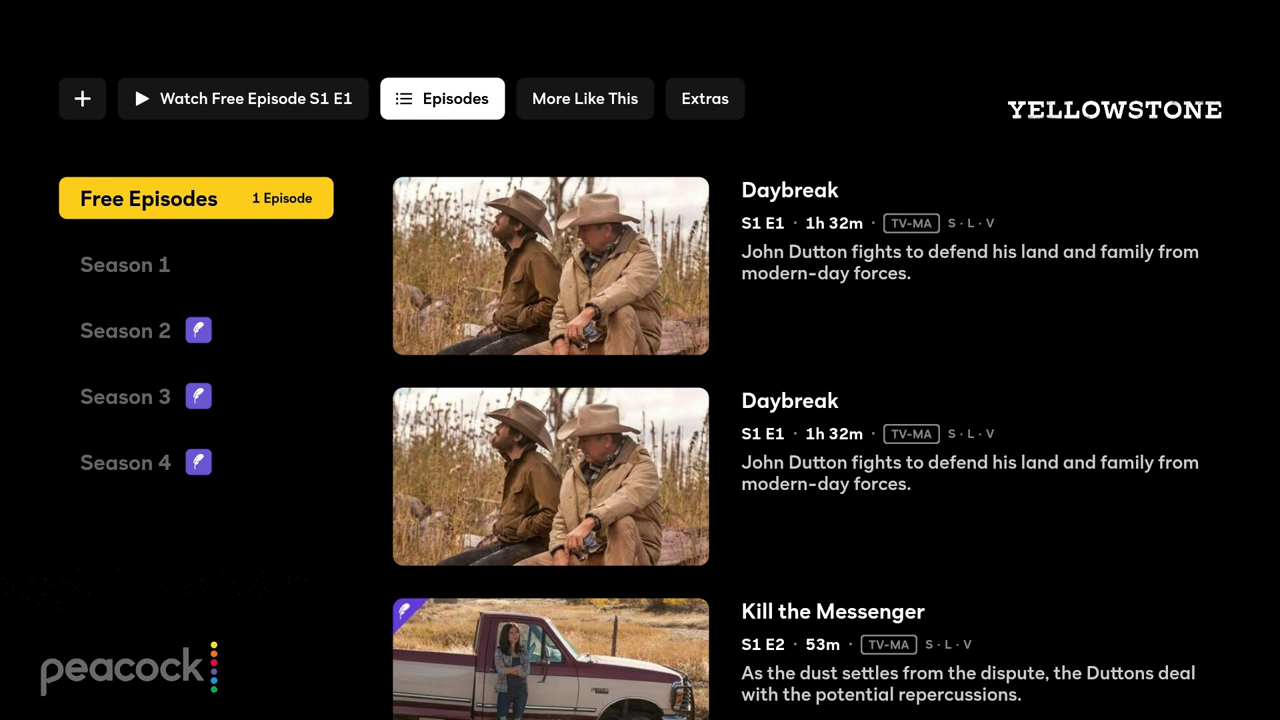 Watch Free Episode S1 E1
Episodes
More Like This
Extras
YELLOWSTONE
Free Episodes
1 Episode
Season 1
Season 2
Season 3
Season 4
Daybreak
S1 E1 · 1h 32m · TV-MA S · L · V
John Dutton fights to defend his land and family from
modern-day forces.
Daybreak
S1 E1 · 1h 32m · TV-MA S · L · V
John Dutton fights to defend his land and family from
modern-day forces.
Kill the Messenger
S1 E2 · 53m · TV-MA S · L · V
As the dust settles from the dispute, the Duttons deal
with the potential repercussions.
peacock